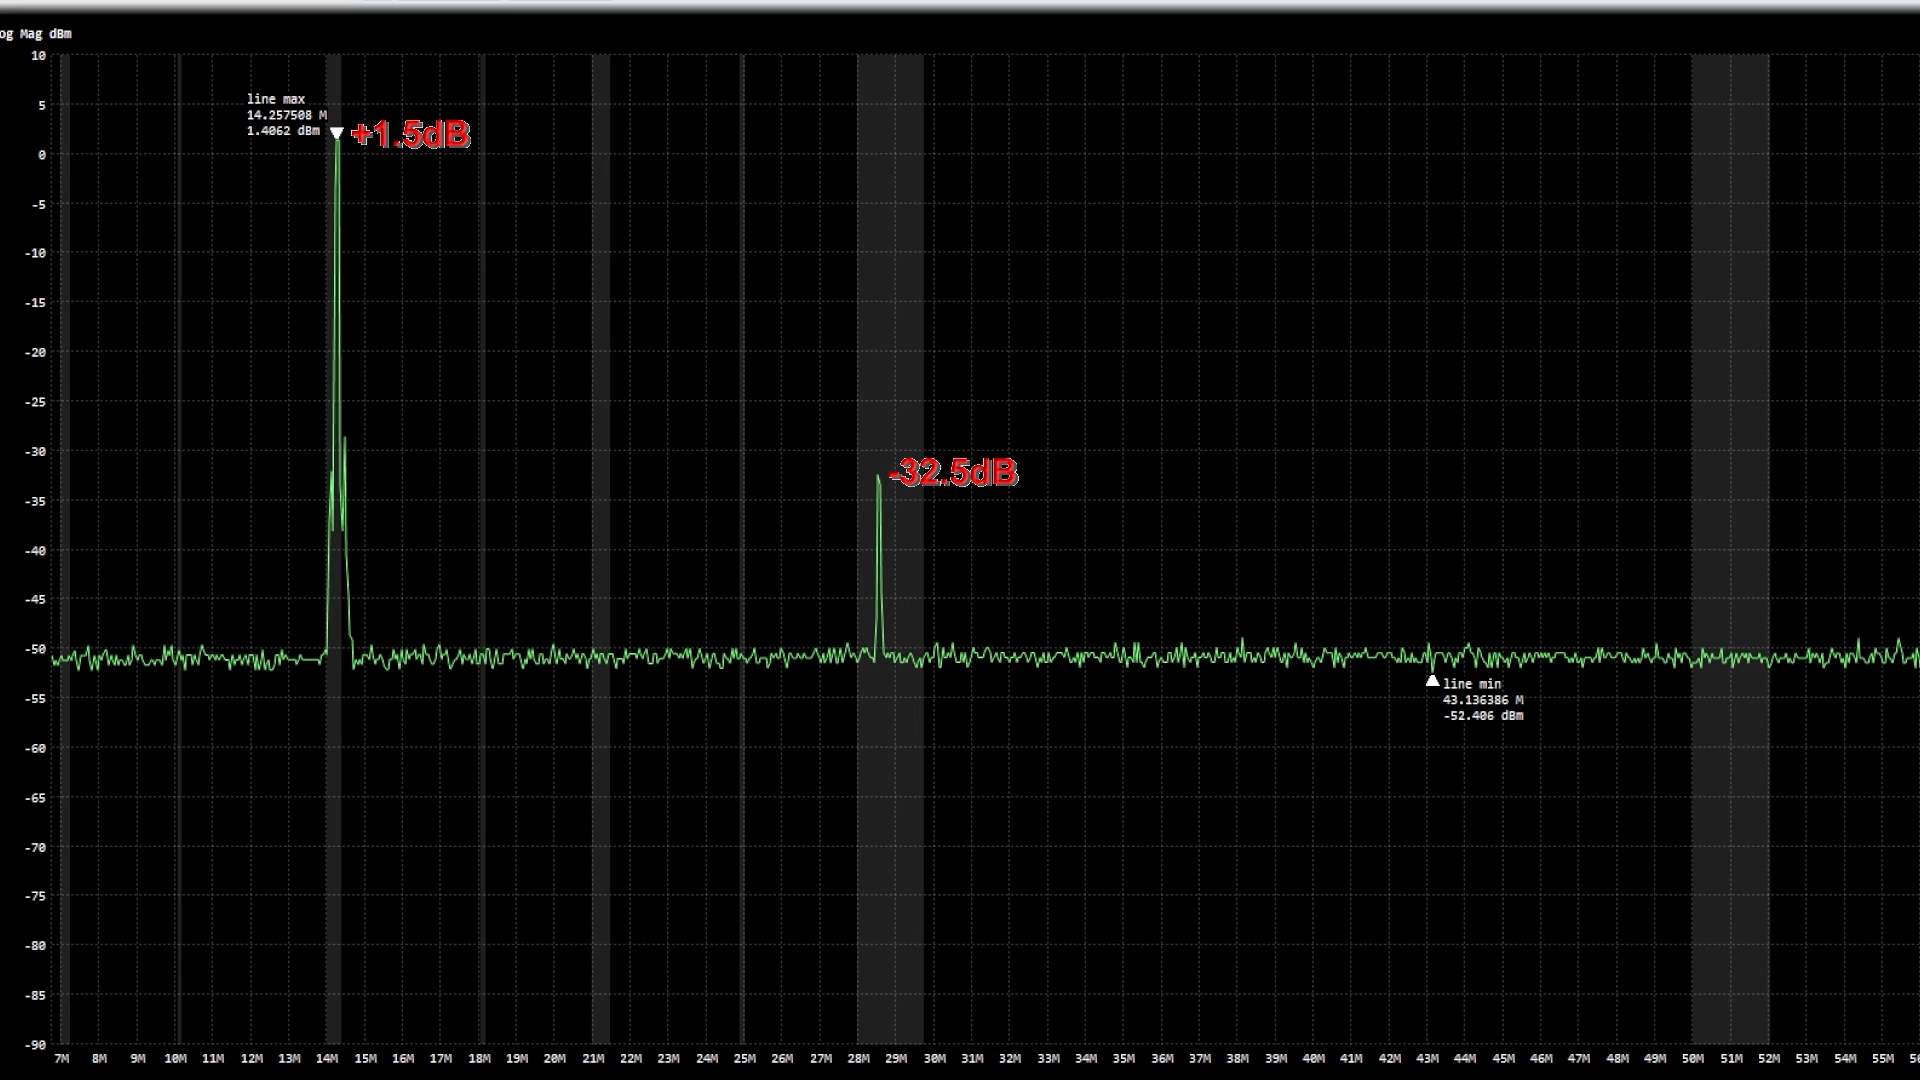 og Mag dBm
10
5
0
-5
-10
-15
-20
-25
-30
-35
-40
-45
-50
-55
-60
-65
-70
-75
-80
-85
-90
line max
14.257508 M
1.4062 dBm
+1.5dB
-32.5dB
line min
43.136386 M
-52.406 dBm
7M 8M 9M 10M 11M 12M 13M 14M 15M 16M 17M 18M 19M 20M 21M 22M 23M 24M 25M 26M 27M 28M 29M 30M 31M 32M 33M 34M 35M 36M 37M 38M 39M 40M 41M 42M 43M 44M 45M 46M 47M 48M 49M 50M 51M 52M 53M 54M 55M